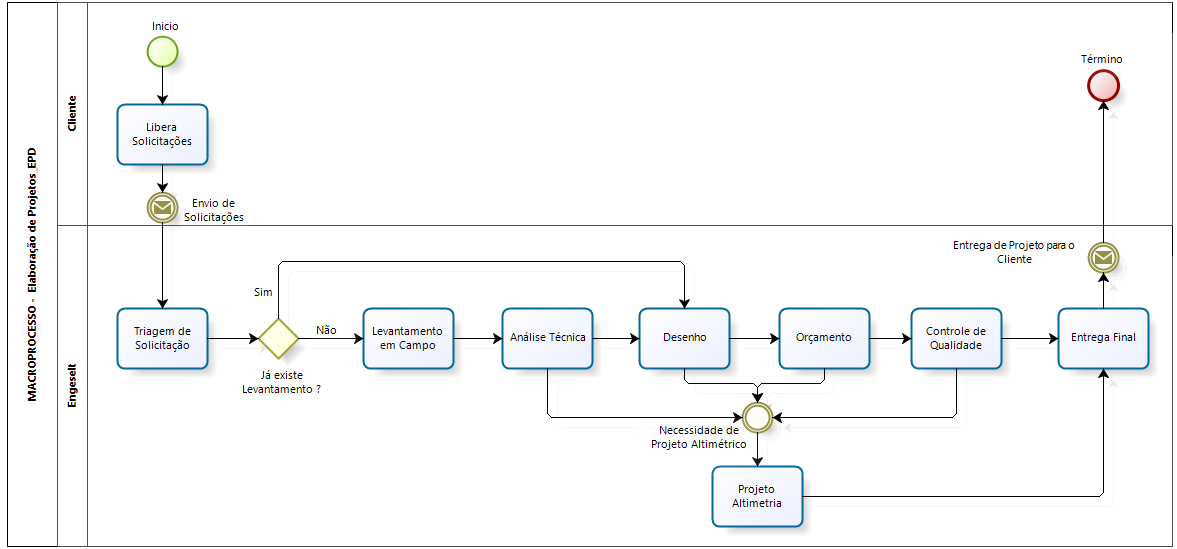 MACROPROCESSO - Elaboração de Projetos_EPD
Cliente
Inicio
Libera
Solicitações
Envio de
Solicitações
Término
Engeselt
Entrega de Projeto para o
Cliente
Sim
Triagem de
Solicitação
Não
Já existe
Levantamento ?
Levantamento
em Campo
Análise Técnica
Desenho
Orçamento
Controle de
Qualidade
Entrega Final
Necessidade de
Projeto Altimétrico
Projeto
Altimetria